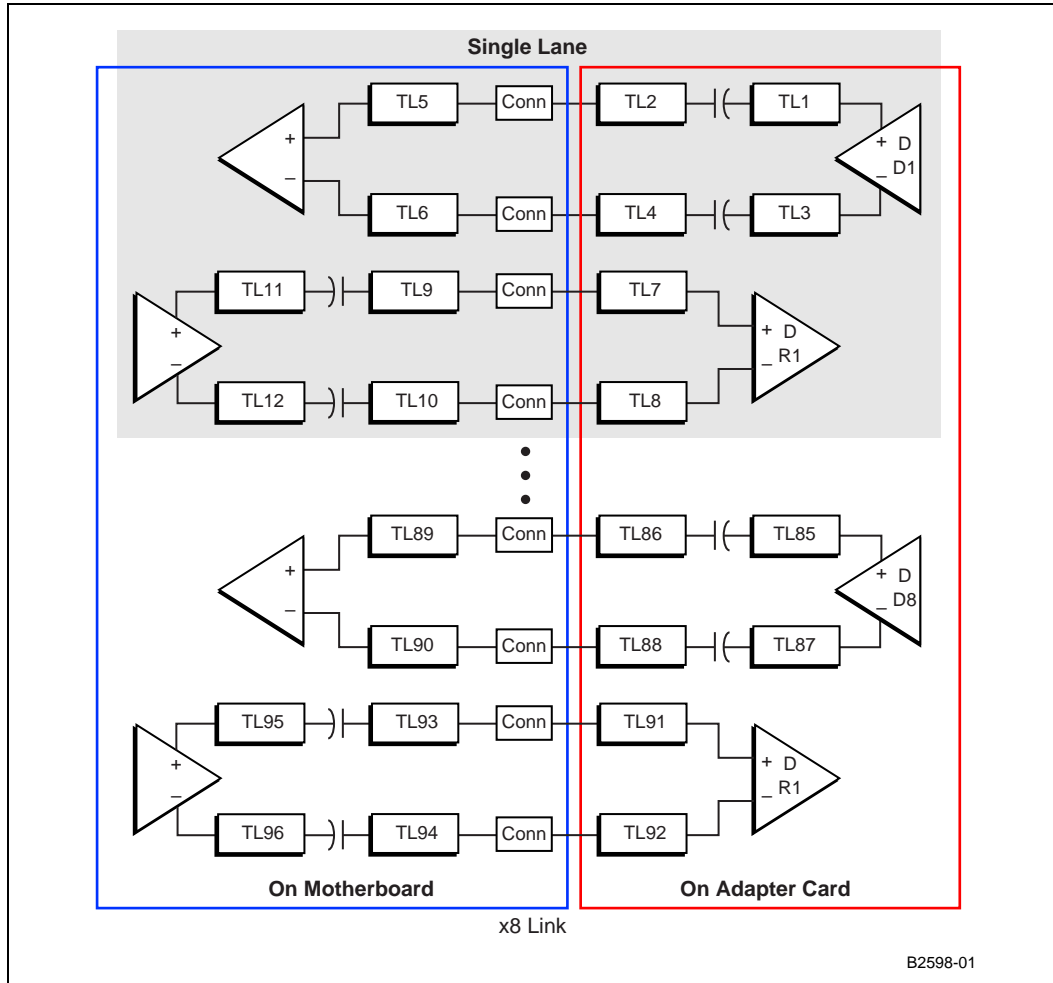 Single Lane
TL5 Conn TL2 TL1
+ + D
– – D1
TL6 Conn TL4 TL3
TL11 TL9 Conn TL7
+ + D
– – R1
TL12 TL10 Conn TL8
TL89 Conn TL86 TL85
+ + D
– – D8
TL90 Conn TL88 TL87
TL95 TL93 Conn TL91
+ + D
– – R1
TL96 TL94 Conn TL92
On Motherboard On Adapter Card
x8 Link
B2598-01